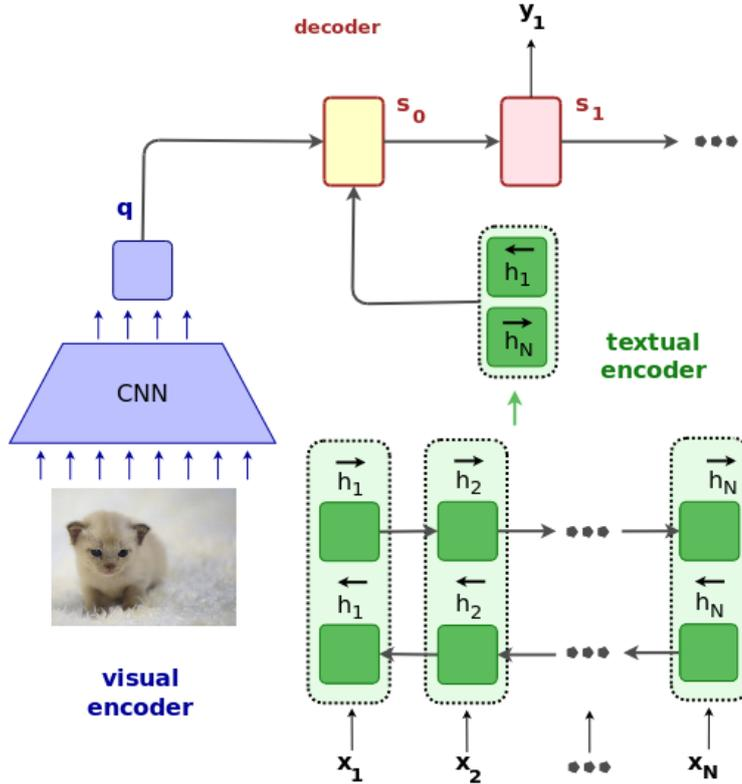 decoder
y1
s0
s1
q
←h1
→hN
textual
encoder
CNN
→h1
→h2
→hN
←h1
←h2
←hN
visual
encoder
x1
x2
xN